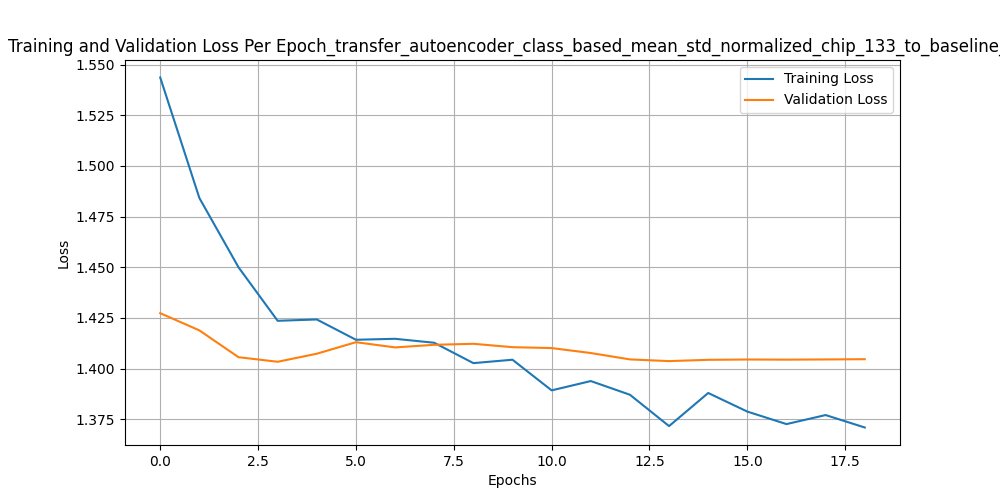 Training and Validation Loss Per Epoch_transfer_autoencoder_class_based_mean_std_normalized_chip_133_to_baseline_
Training Loss
Validation Loss
1.550
1.525
1.500
1.475
1.450
1.425
1.400
1.375
Loss
0.0 2.5 5.0 7.5 10.0 12.5 15.0 17.5
Epochs